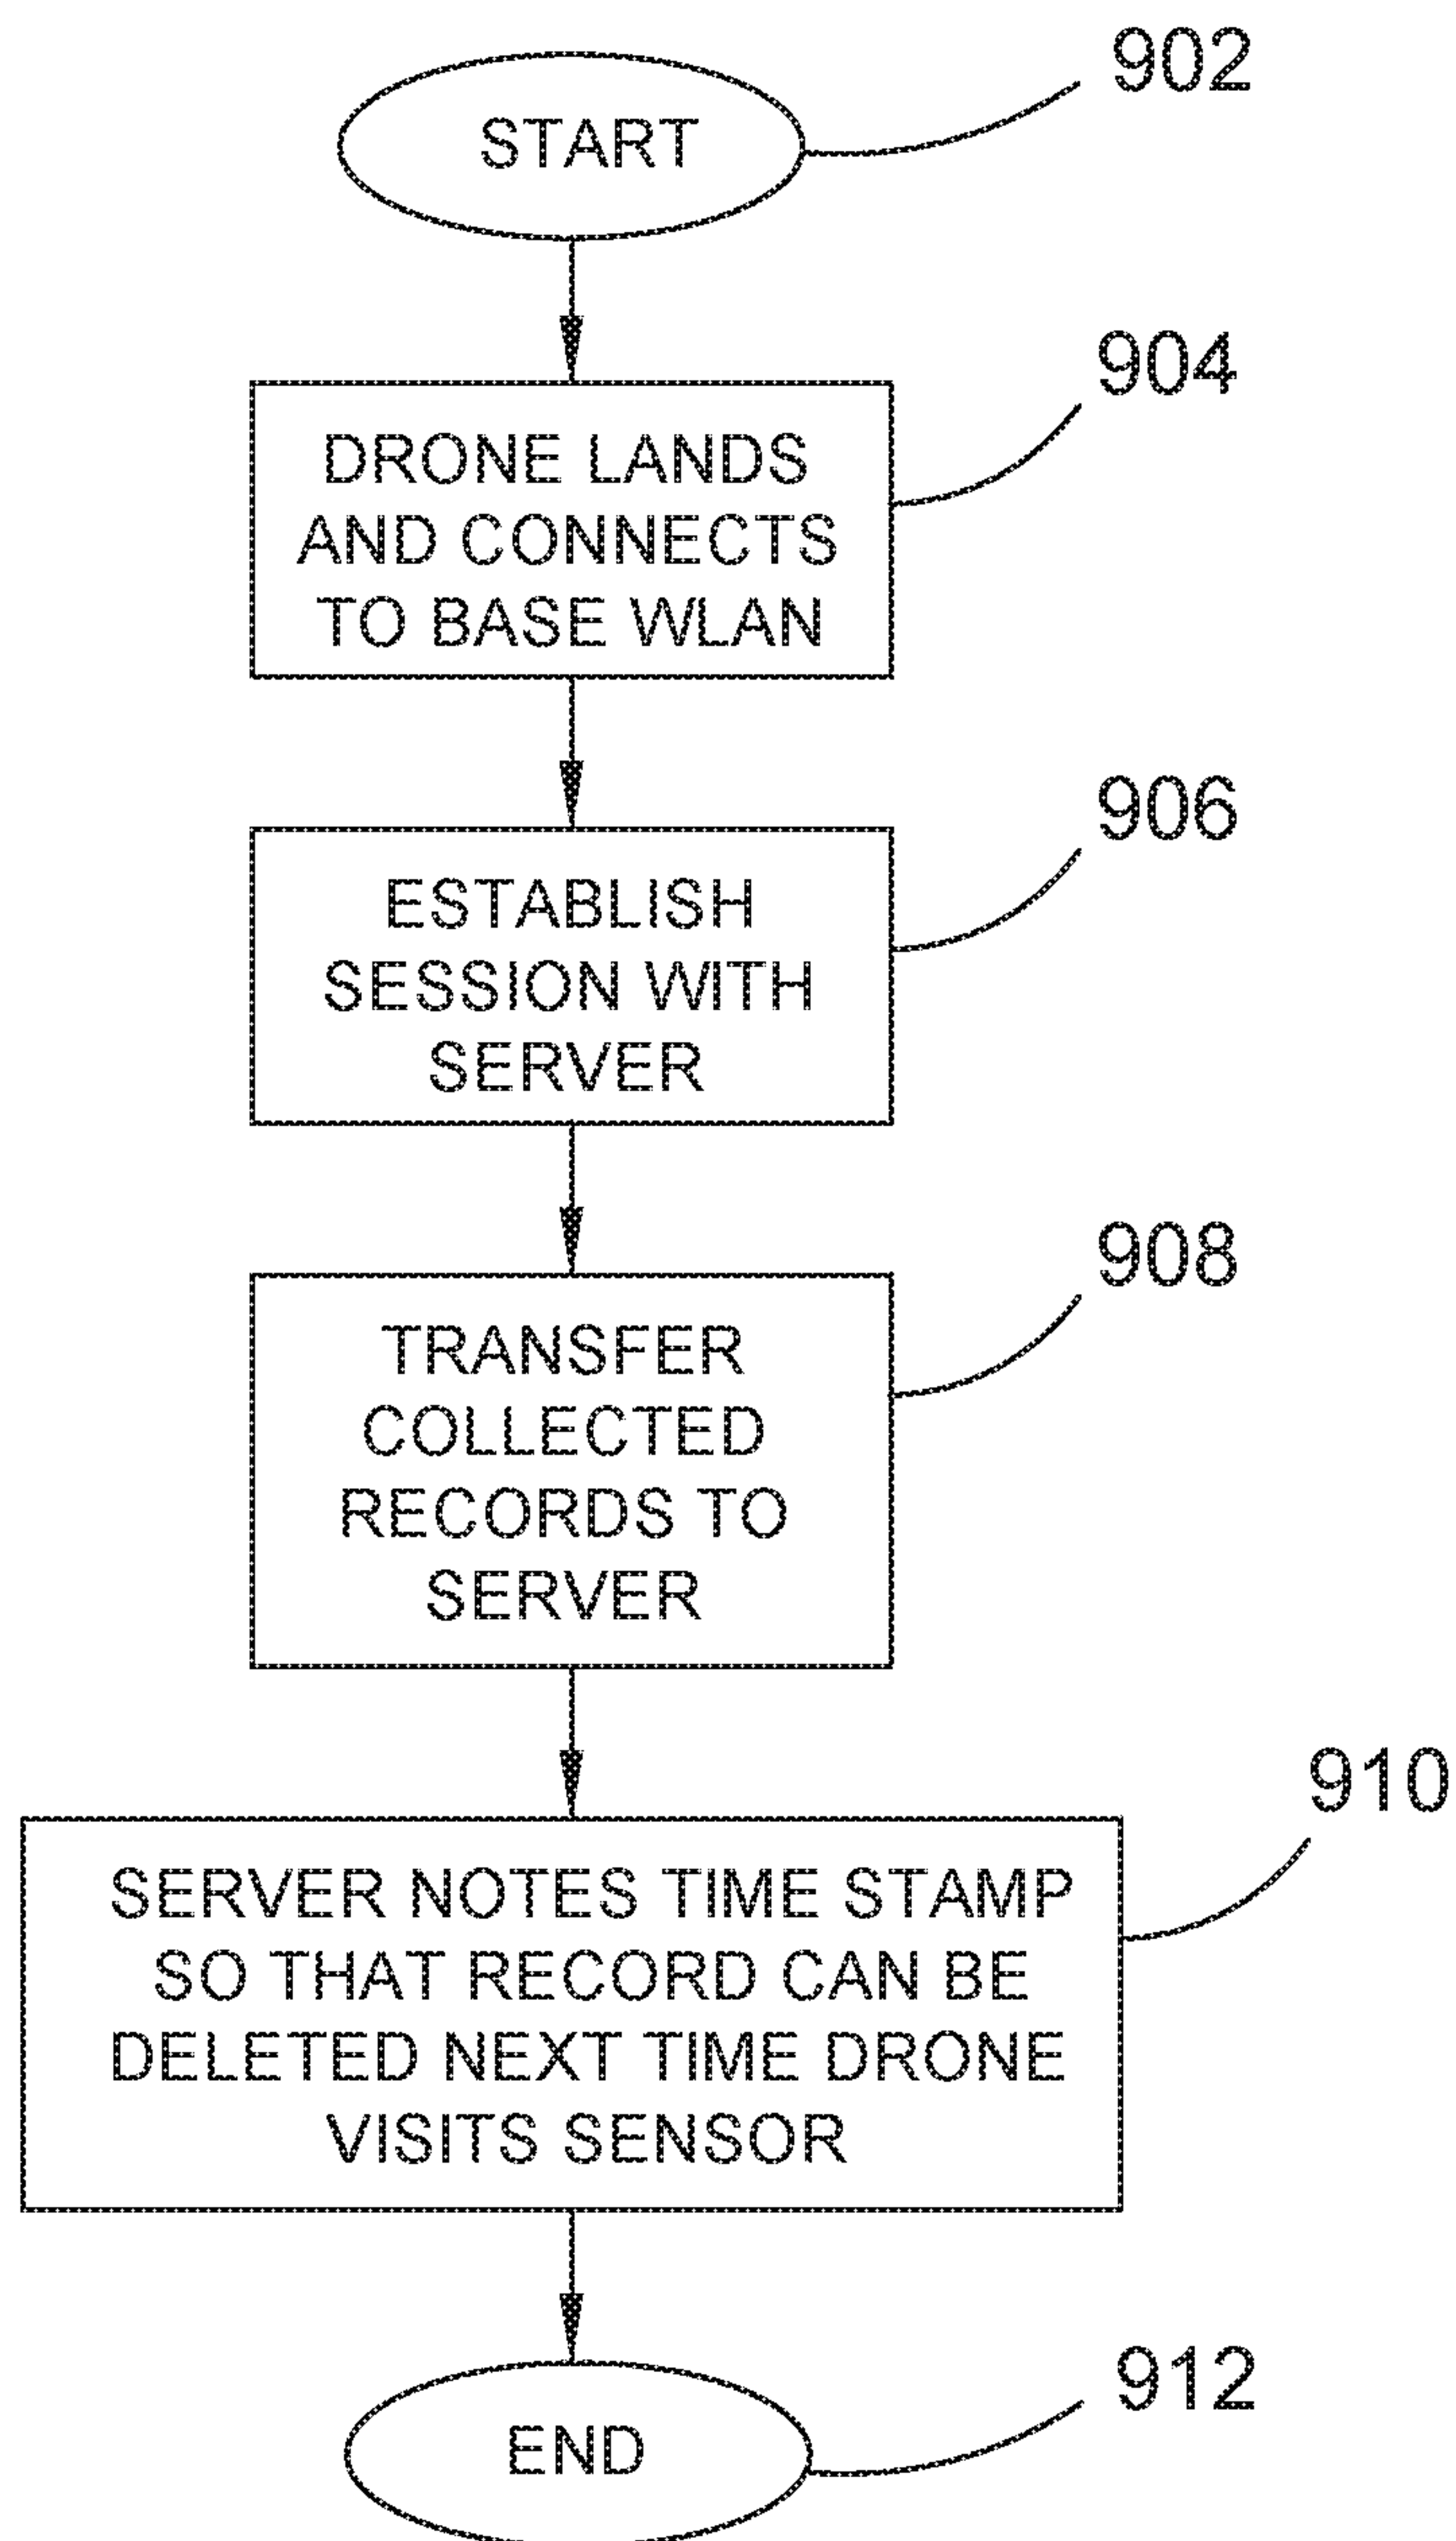 902
START
904
DRONE LANDS
AND CONNECTS
TO BASE WLAN
906
ESTABLISH
SESSION WITH
SERVER
908
TRANSFER
COLLECTED
RECORDS TO
SERVER
910
SERVER NOTES TIME STAMP
SO THAT RECORD CAN BE
DELETED NEXT TIME DRONE
VISITS SENSOR
912
END